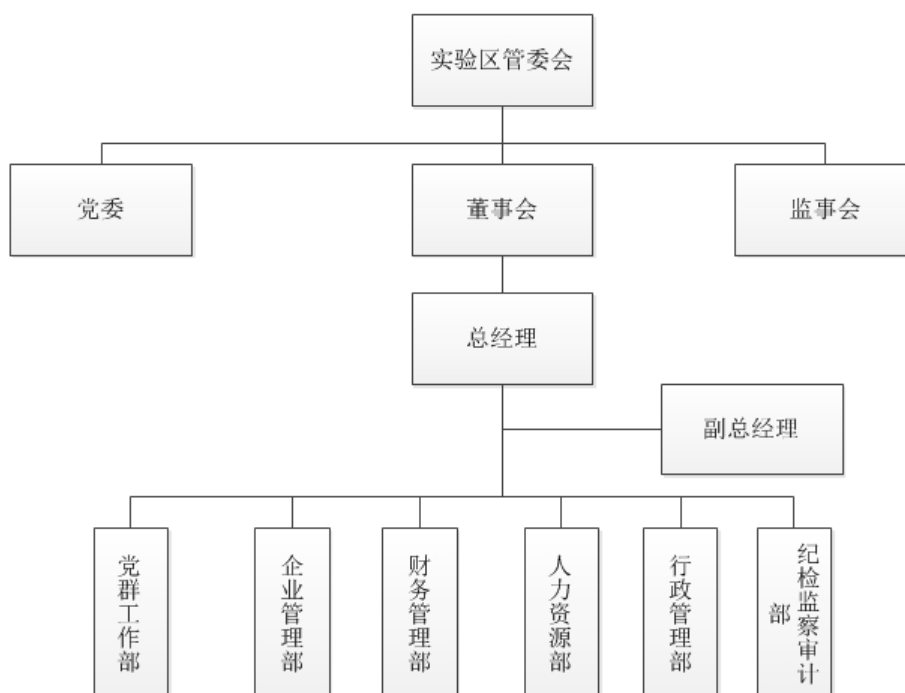 实验区管委会
党委
董事会
监事会
总经理
副总经理
党群工作部
企业管理部
财务管理部
人力资源部
行政管理部
纪检监察审计
部